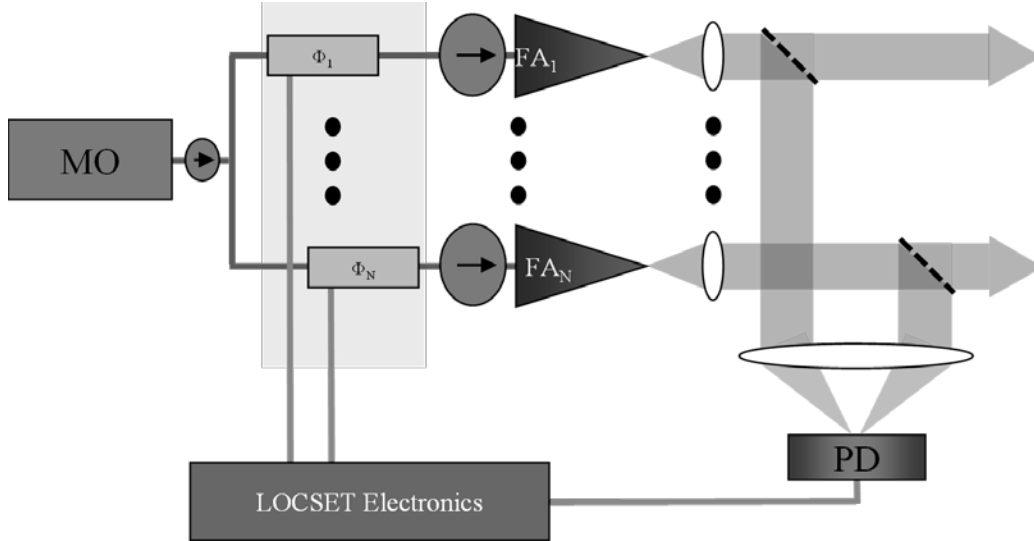 Φ1
FA1
MO
ΦN
FAN
PD
LOCSET Electronics